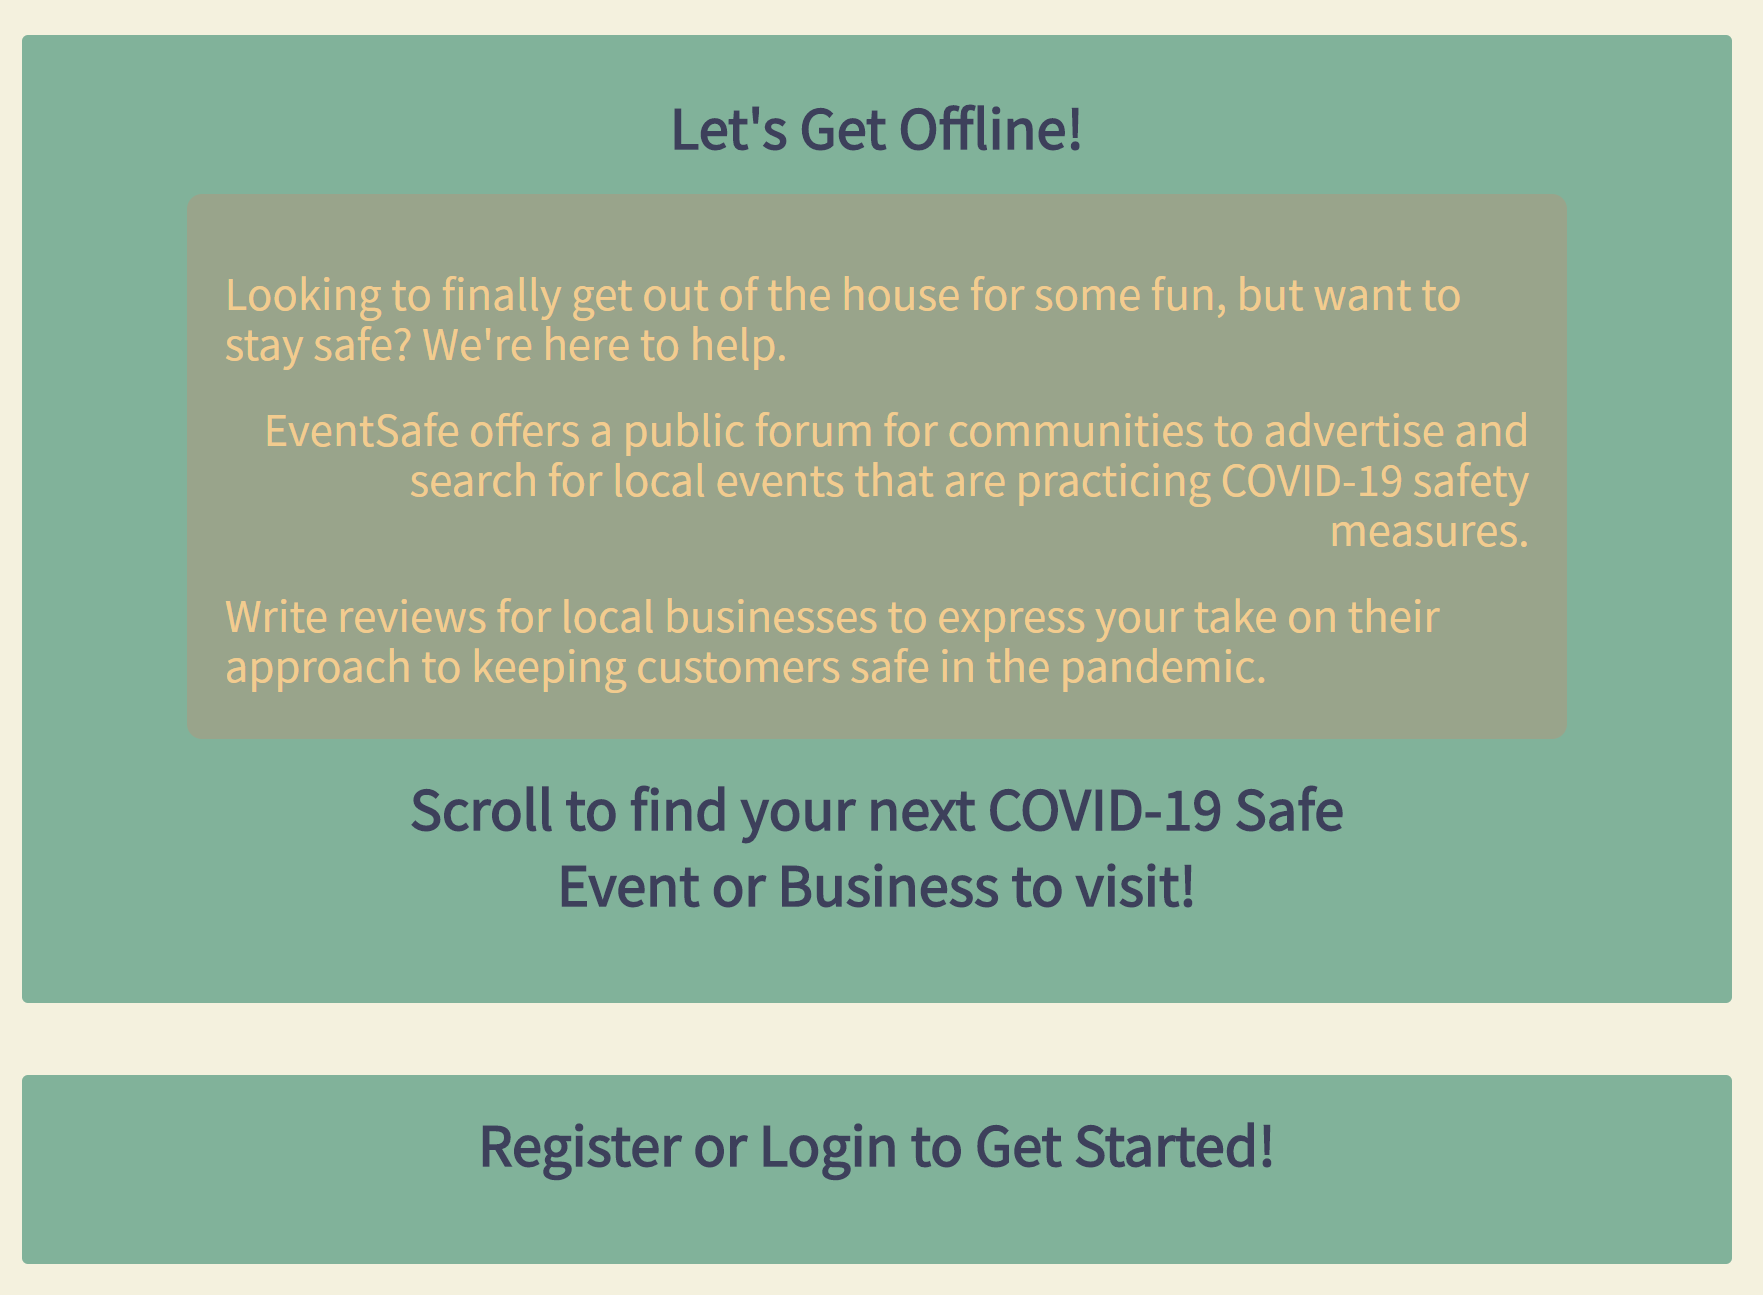 Let's Get Offline!
Looking to finally get out of the house for some fun, but want to
stay safe? We're here to help.
EventSafe offers a public forum for communities to advertise and
search for local events that are practicing COVID-19 safety
measures.
Write reviews for local businesses to express your take on their
approach to keeping customers safe in the pandemic.
Scroll to find your next COVID-19 Safe
Event or Business to visit!
Register or Login to Get Started!